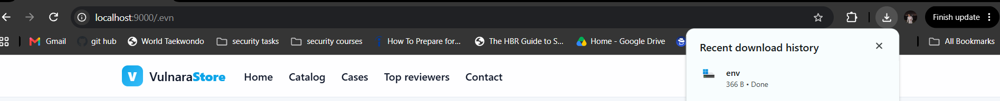 localhost:9000/.evn
Finish update
Gmail
git hub
World Taekwondo
security tasks
security courses
How To Prepare for...
The HBR Guide to S...
Home - Google Drive
All Bookmarks
Recent download history
env
366 B • Done
V
VulnaraStore
Home
Catalog
Cases
Top reviewers
Contact